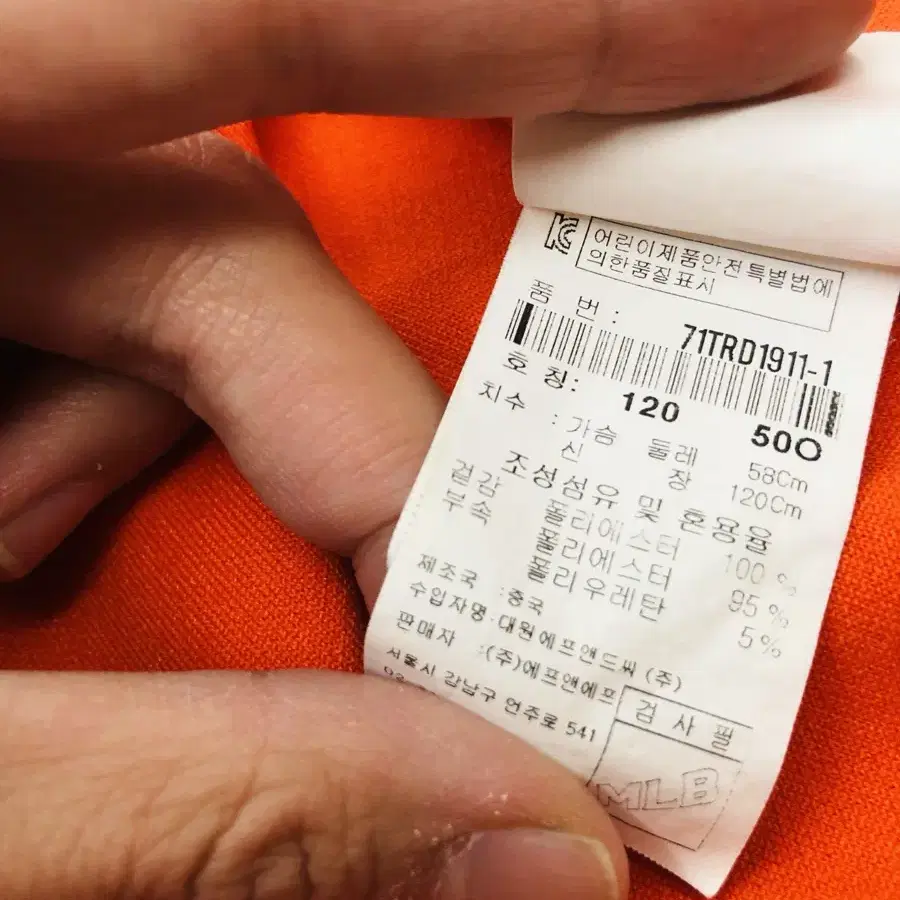 어린이제품안전특별법에
의한품질표시
품 번 : 71TRD1911-1
호 칭: 120 50O
치수 : 가슴 둘레 58Cm
신 장 120Cm
조성섬유 및 혼용율
겉감 폴리에스터 100 %
부속 폴리에스터 95 %
폴리우레탄 5 %
제조국 : 중국
수입자명 : 대원에프앤드씨 (주)
판매자 :(주)에프앤에프
서울시 강남구 언주로 541
검 사 필
MLB